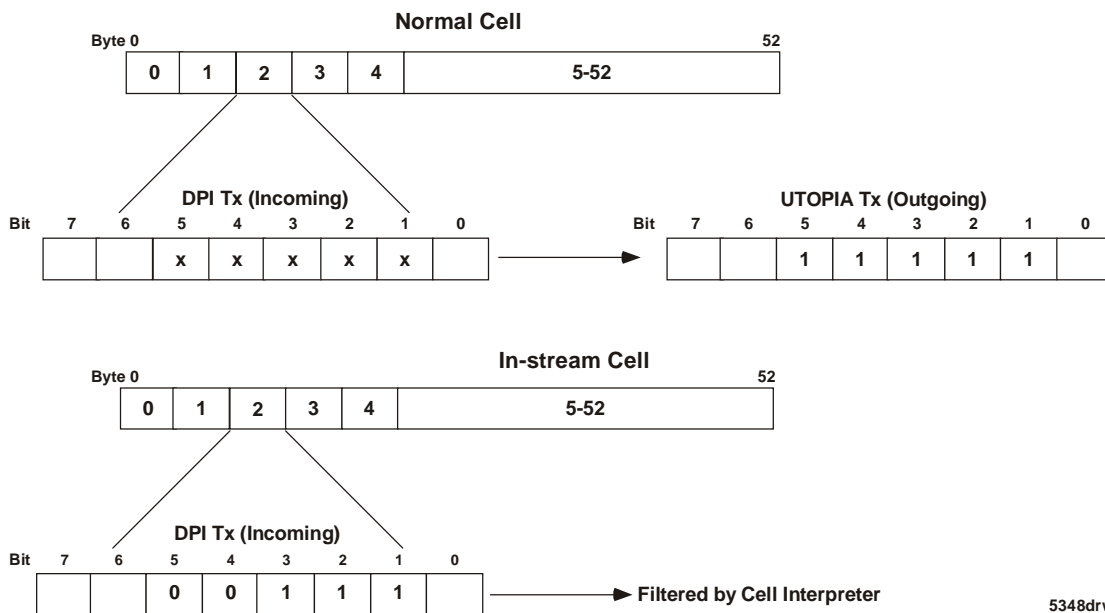 Normal Cell
Byte 0 52
0 1 2 3 4 5-52
DPI Tx (Incoming) UTOPIA Tx (Outgoing)
Bit 7 6 5 4 3 2 1 0 Bit 7 6 5 4 3 2 1 0
x x x x x 1 1 1 1 1
In-stream Cell
Byte 0 52
0 1 2 3 4 5-52
DPI Tx (Incoming)
Bit 7 6 5 4 3 2 1 0
0 0 1 1 1 Filtered by Cell Interpreter